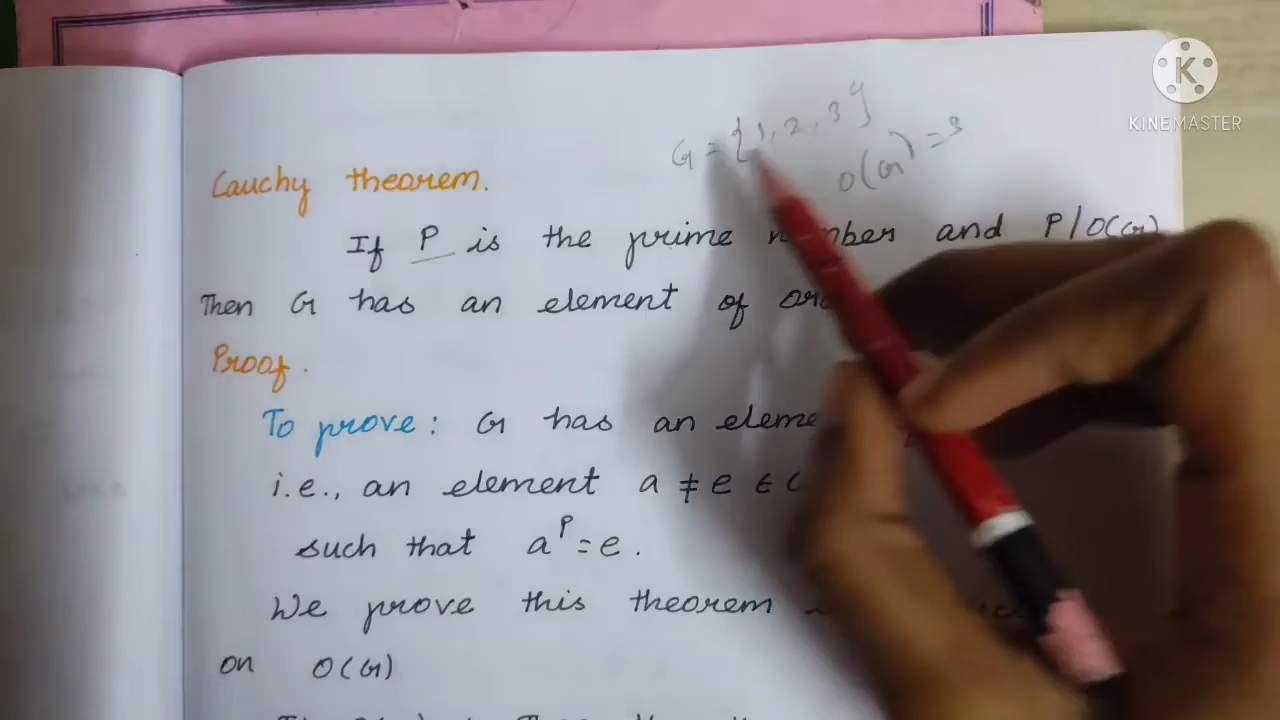 G = {1, 2, 3}
O(G) = 3
K
KINEMASTER
Cauchy theorem.
If P is the prime number and P/O(G)
Then G has an element of
Proof.
To prove: G has an
i.e., an element a ≠ e ∈
such that a^P = e.
We prove this theorem
on O(G)